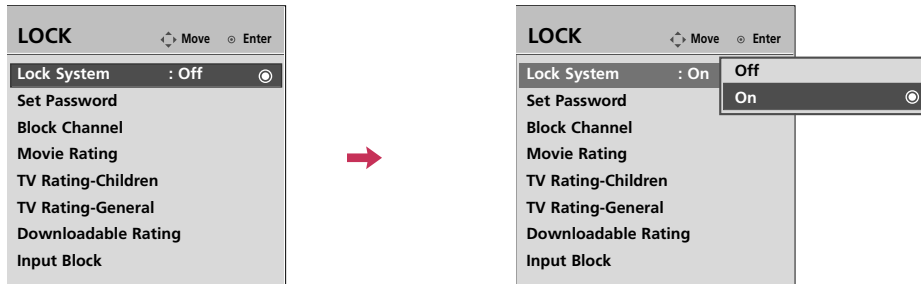 LOCK Move Enter
Lock System : Off
Set Password
Block Channel
Movie Rating
TV Rating-Children
TV Rating-General
Downloadable Rating
Input Block
LOCK Move Enter
Lock System : On
Off
On
Set Password
Block Channel
Movie Rating
TV Rating-Children
TV Rating-General
Downloadable Rating
Input Block